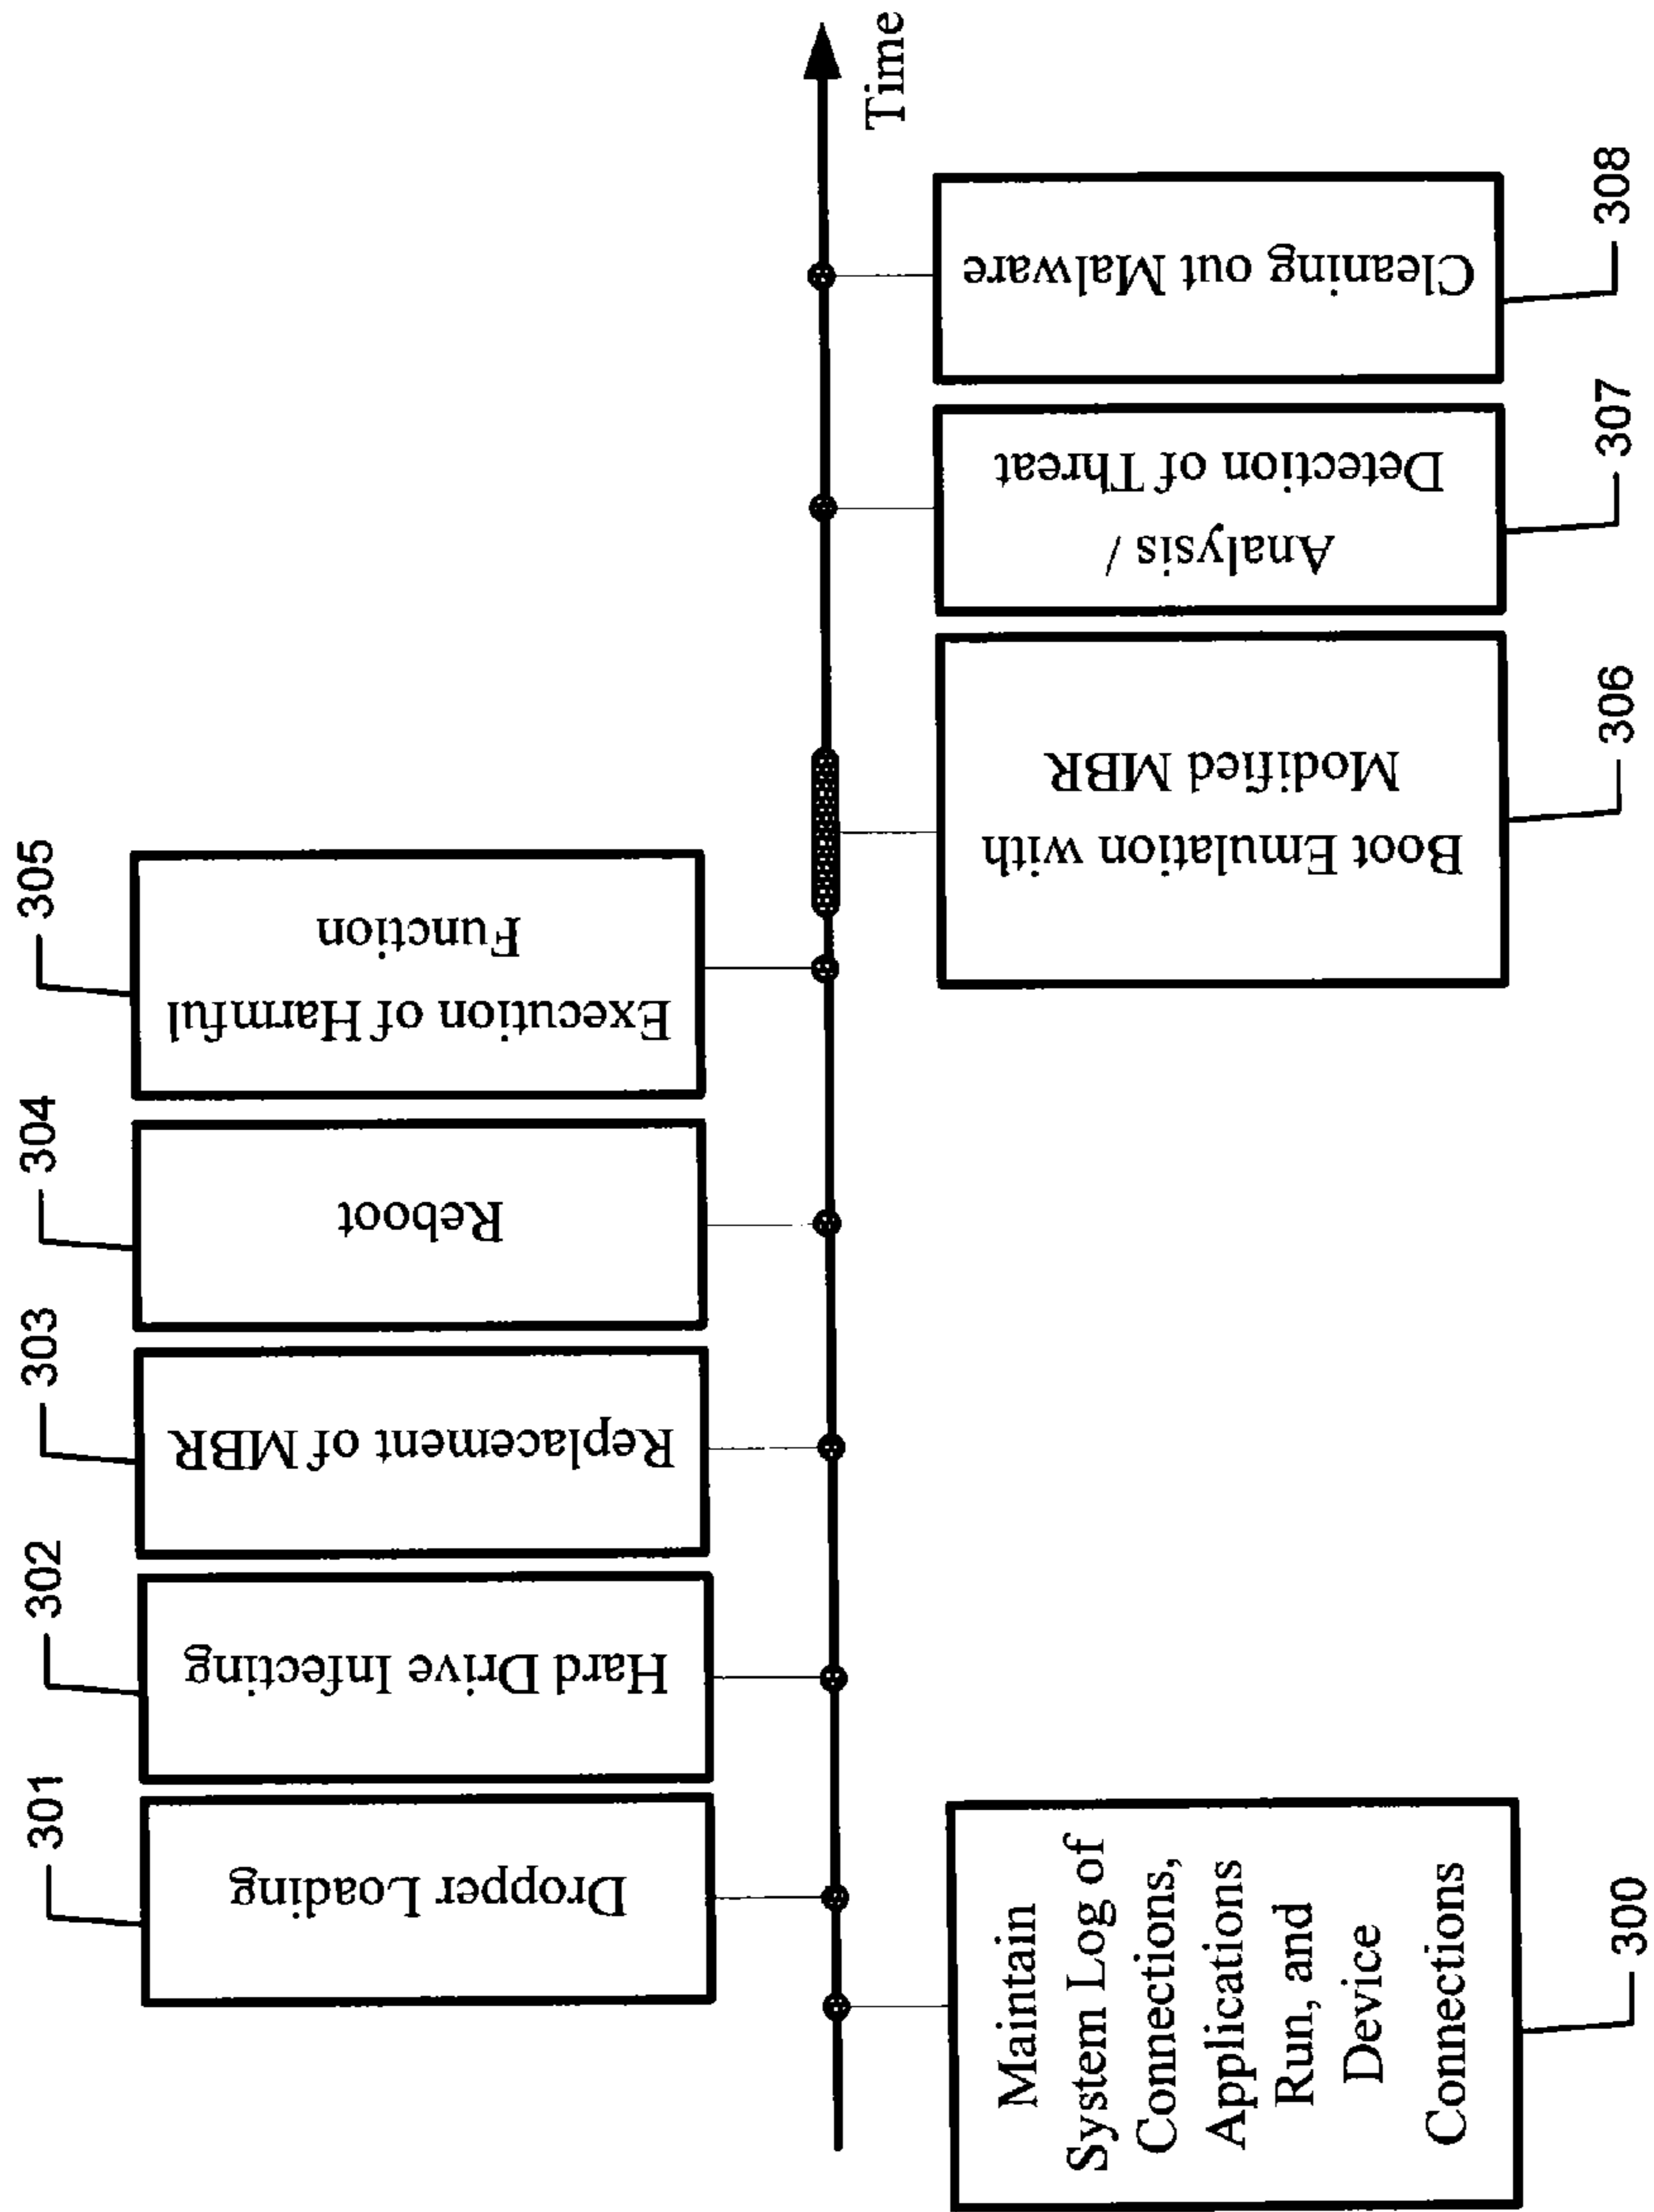 301
302
303
304
305
Dropper Loading
Hard Drive Infecting
Replacement of MBR
Reboot
Execution of Harmful
Function
Time
Maintain
System Log of
Connections,
Applications
Run, and
Device
Connections
Boot Emulation with
Modified MBR
Analysis /
Detection of Threat
Cleaning out Malware
300
306
307
308